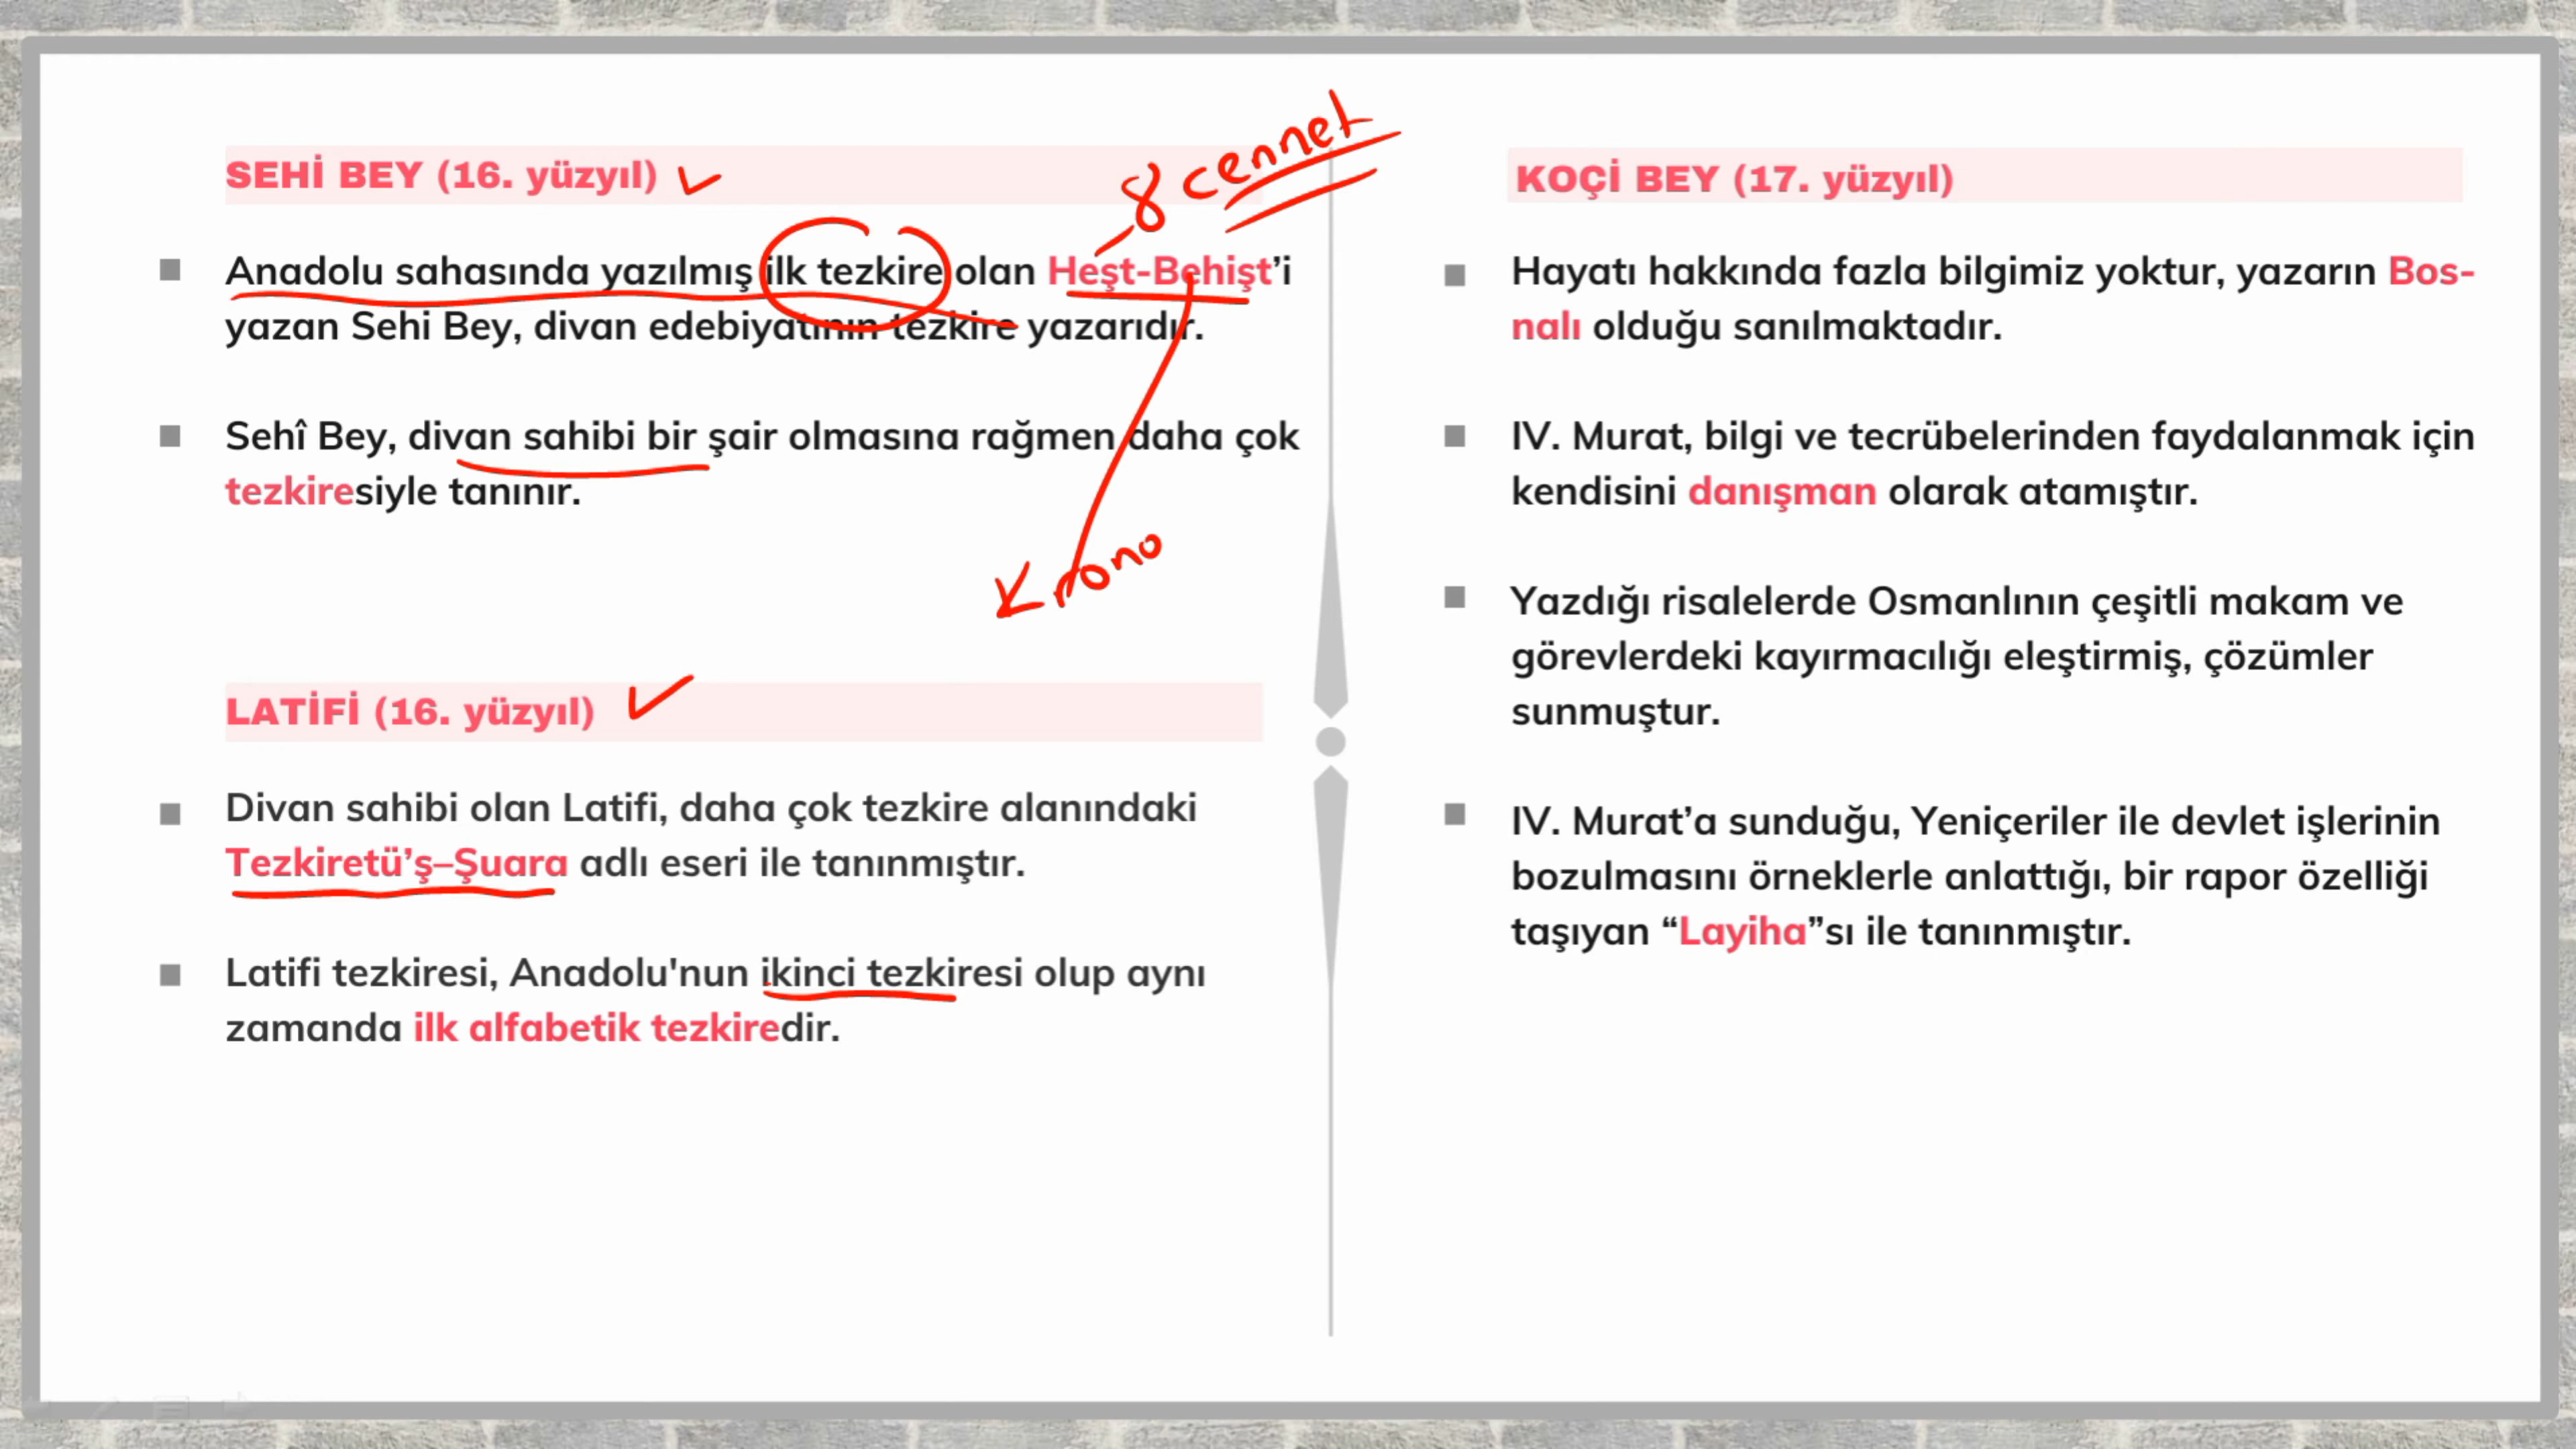 SEHİ BEY (16. yüzyıl)
8 cennet
Anadolu sahasında yazılmış ilk tezkire olan Heşt-Behişt’i
yazan Sehi Bey, divan edebiyatının tezkire yazarıdır.
Sehî Bey, divan sahibi bir şair olmasına rağmen daha çok
tezkiresiyle tanınır.
LATİFİ (16. yüzyıl)
Divan sahibi olan Latifi, daha çok tezkire alanındaki
Tezkiretü’ş–Şuara adlı eseri ile tanınmıştır.
Latifi tezkiresi, Anadolu'nun ikinci tezkiresi olup aynı
zamanda ilk alfabetik tezkiredir.
KOÇİ BEY (17. yüzyıl)
Hayatı hakkında fazla bilgimiz yoktur, yazarın Bos-
nalı olduğu sanılmaktadır.
IV. Murat, bilgi ve tecrübelerinden faydalanmak için
kendisini danışman olarak atamıştır.
Yazdığı risalelerde Osmanlının çeşitli makam ve
görevlerdeki kayırmacılığı eleştirmiş, çözümler
sunmuştur.
IV. Murat’a sunduğu, Yeniçeriler ile devlet işlerinin
bozulmasını örneklerle anlattığı, bir rapor özelliği
taşıyan “Layiha”sı ile tanınmıştır.